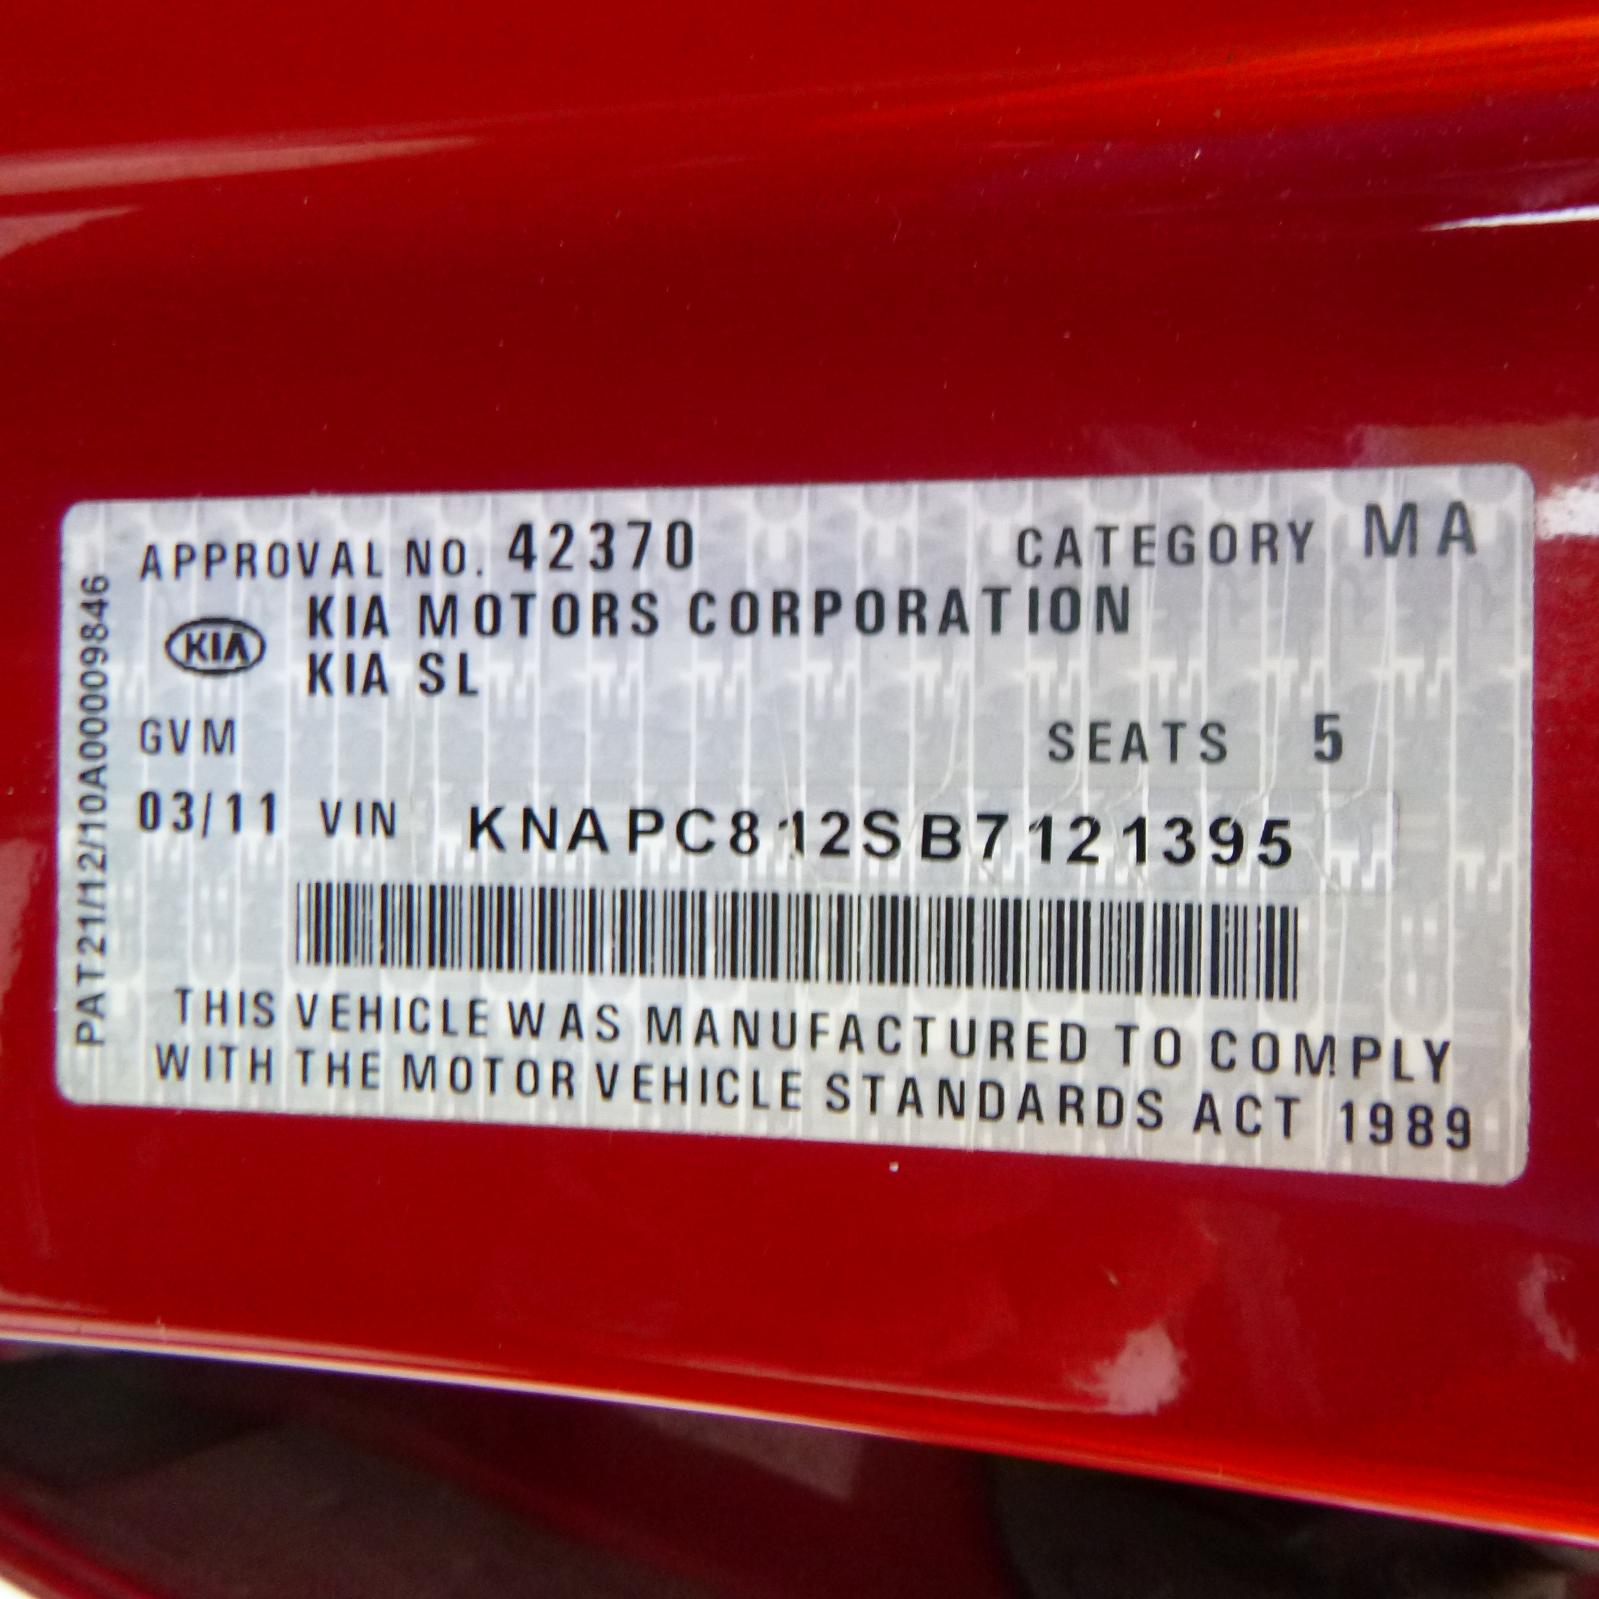 APPROVAL NO. 42370 CATEGORY MA
KIA KIA MOTORS CORPORATION
KIA SL
GVM SEATS 5
03/11 VIN KNAPC812SB7121395
THIS VEHICLE WAS MANUFACTURED TO COMPLY
WITH THE MOTOR VEHICLE STANDARDS ACT 1989
PAT21/12/10A00009846